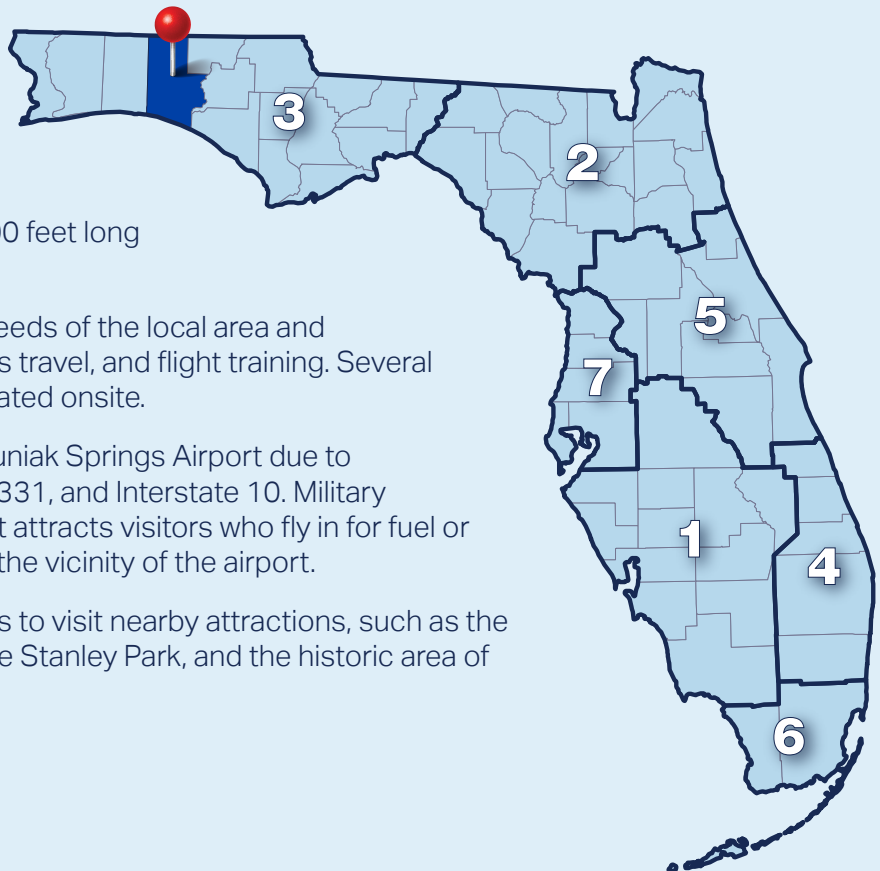 3
2
00 feet long
eeds of the local area and
s travel, and flight training. Several
ated onsite.
5
7
uniak Springs Airport due to
331, and Interstate 10. Military
t attracts visitors who fly in for fuel or
the vicinity of the airport.
1
4
s to visit nearby attractions, such as the
e Stanley Park, and the historic area of
6